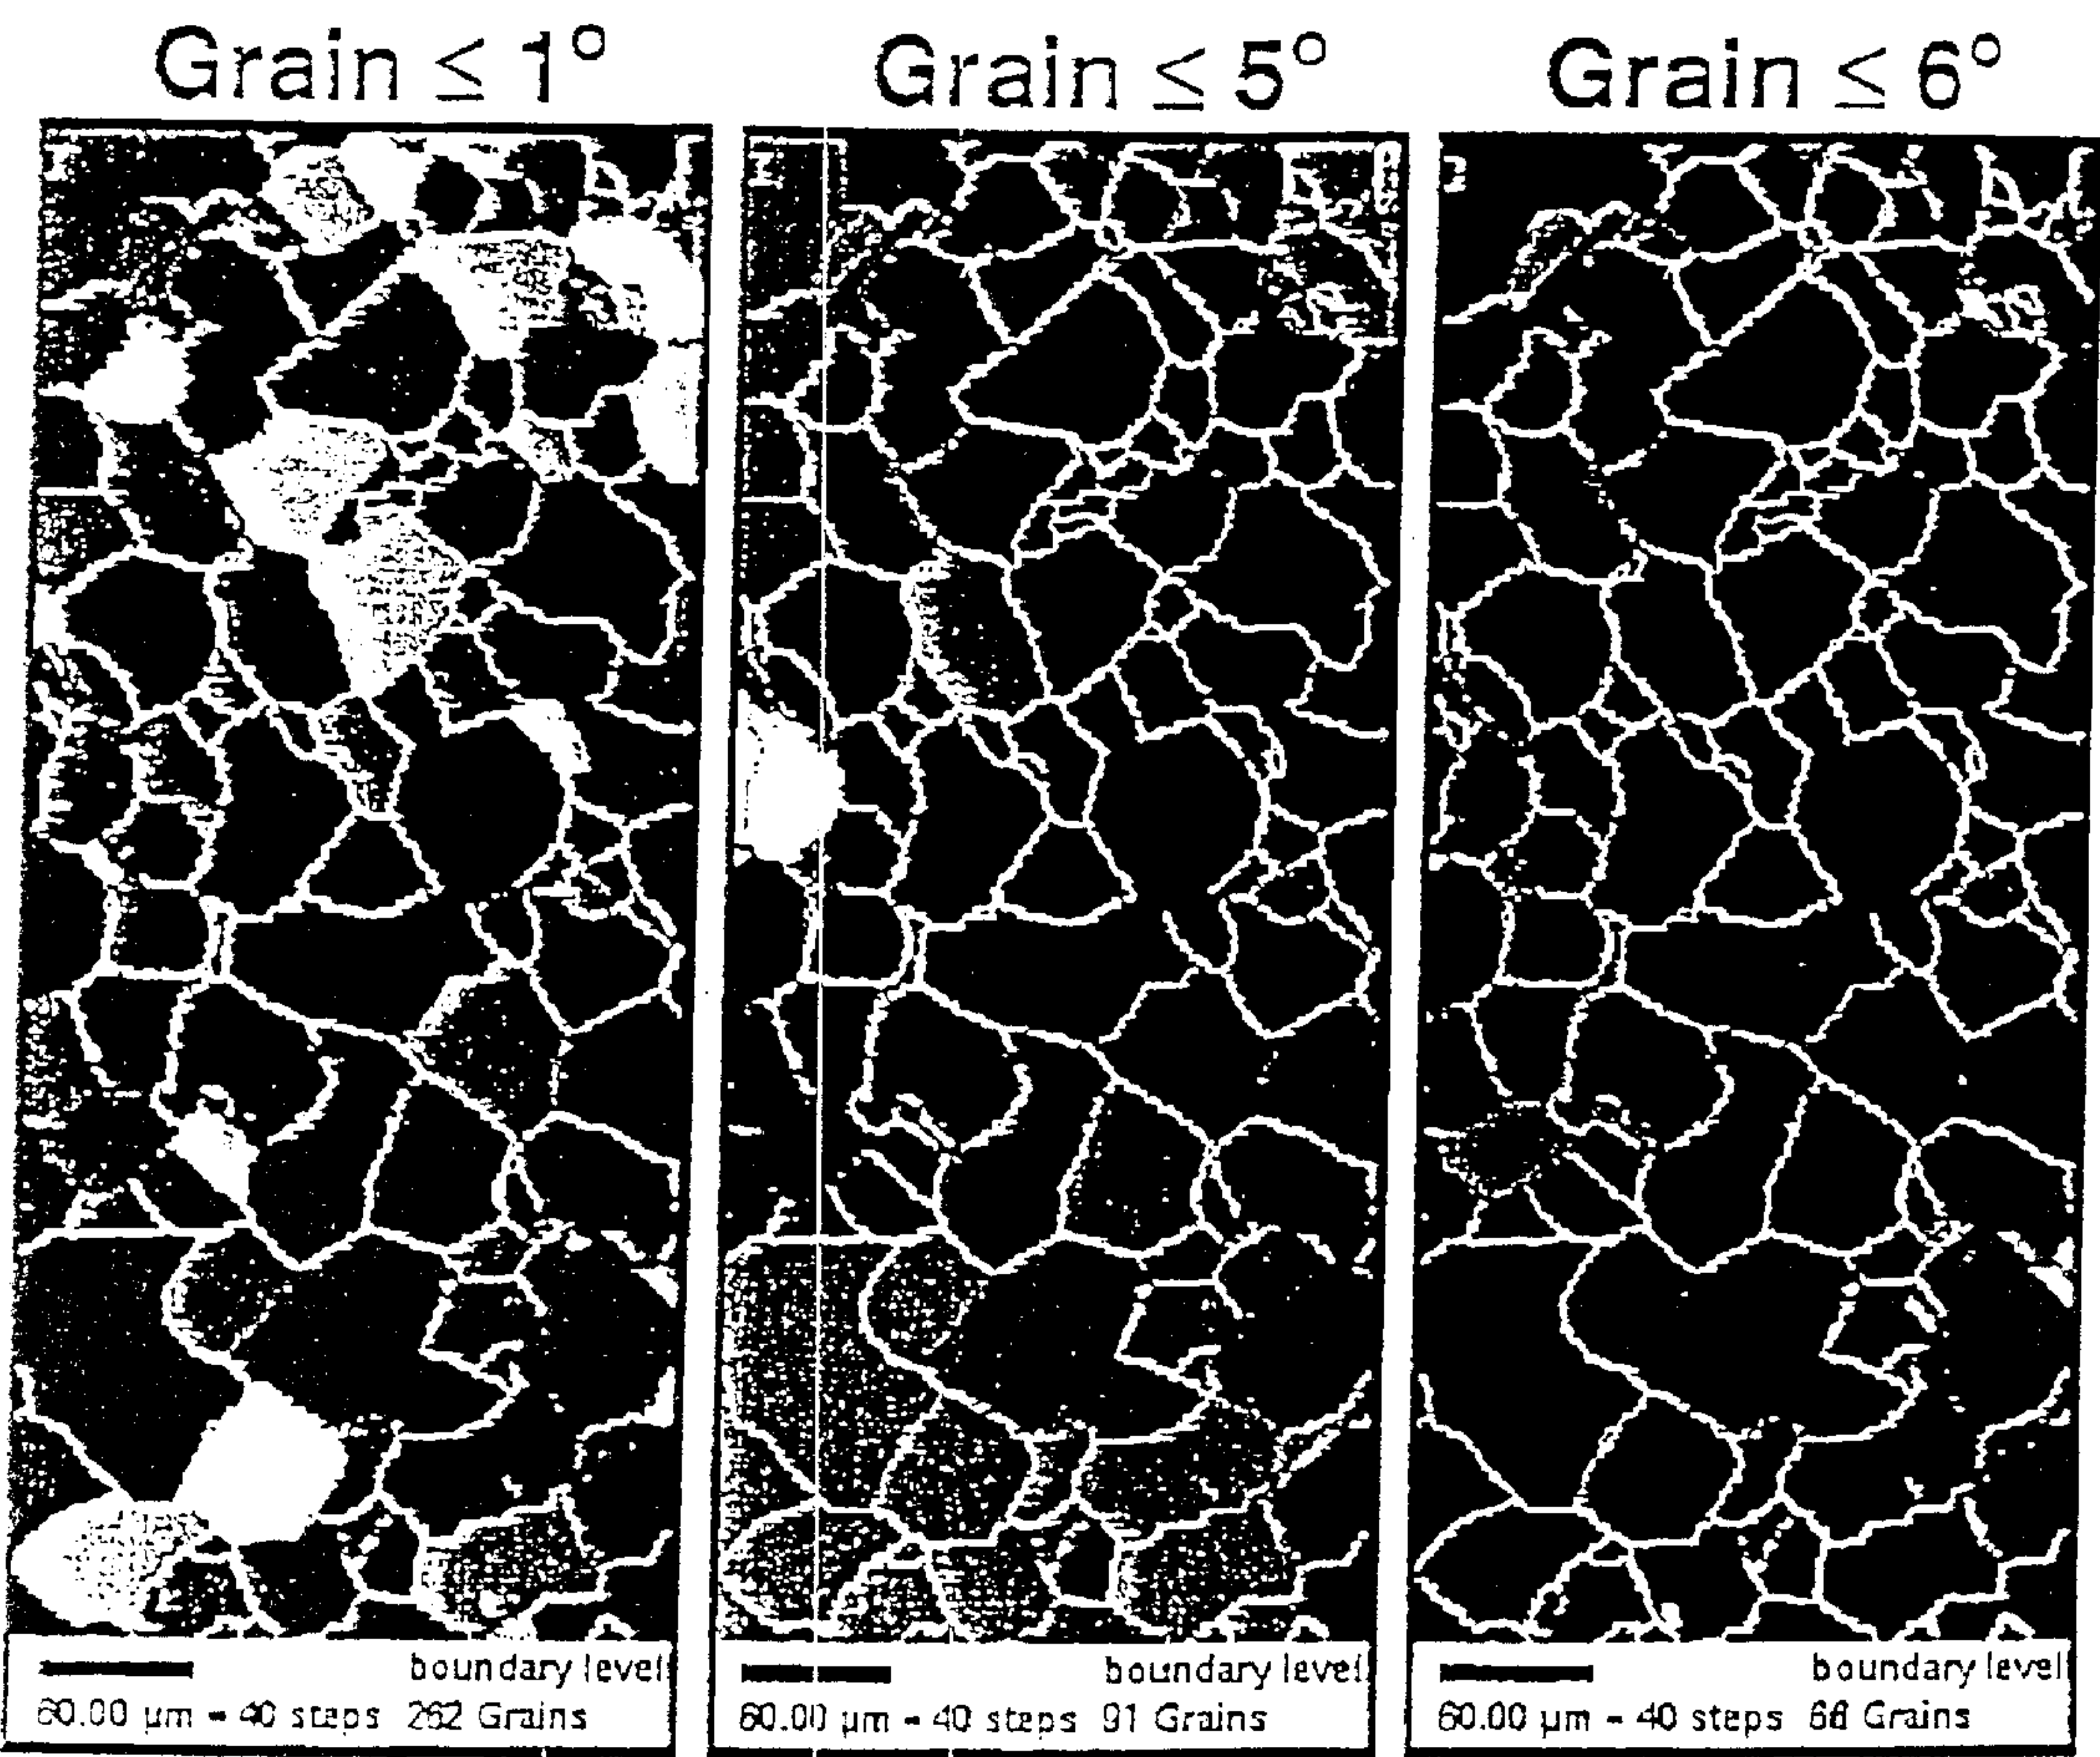 Grain ≤ 1°
Grain ≤ 5°
Grain ≤ 6°
boundary level
60.00 µm = 40 steps 262 Grains
boundary level
60.00 µm = 40 steps 91 Grains
boundary level
60.00 µm = 40 steps Grains